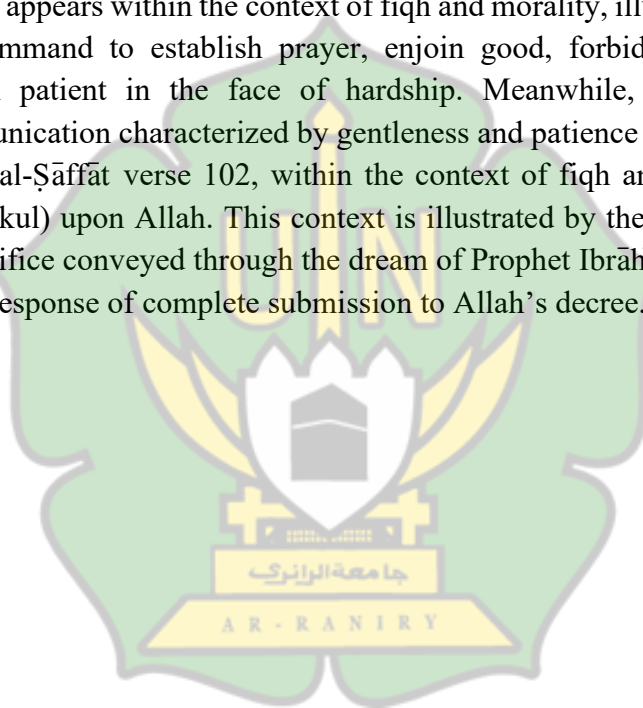 appears within the context of fiqh and morality, ill
mmand to establish prayer, enjoin good, forbid
patient in the face of hardship. Meanwhile,
unication characterized by gentleness and patience
al-Ṣāffāt verse 102, within the context of fiqh an
kul) upon Allah. This context is illustrated by the
ifice conveyed through the dream of Prophet Ibrāh
esponse of complete submission to Allah’s decree.
UIN
جامعة الرانري
AR-RANIRY